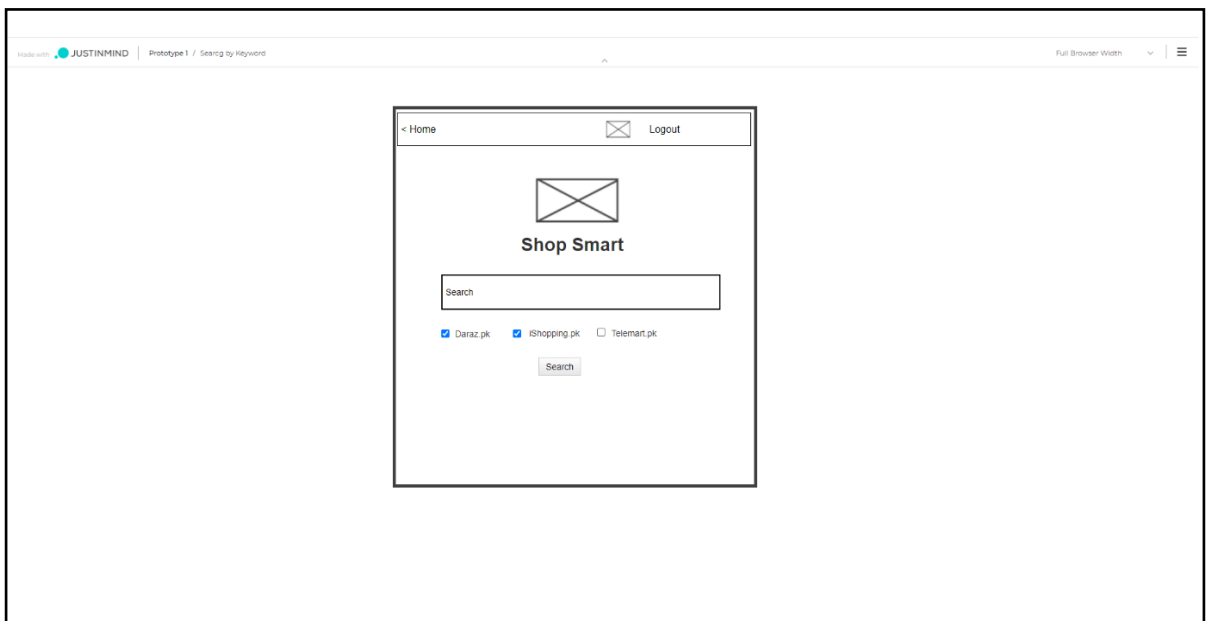 Made with JUSTINMIND Prototype 1 / Searcg by Keyword Full Browser Width
< Home Logout
Shop Smart
Search
Daraz.pk iShopping.pk Telemart.pk
Search